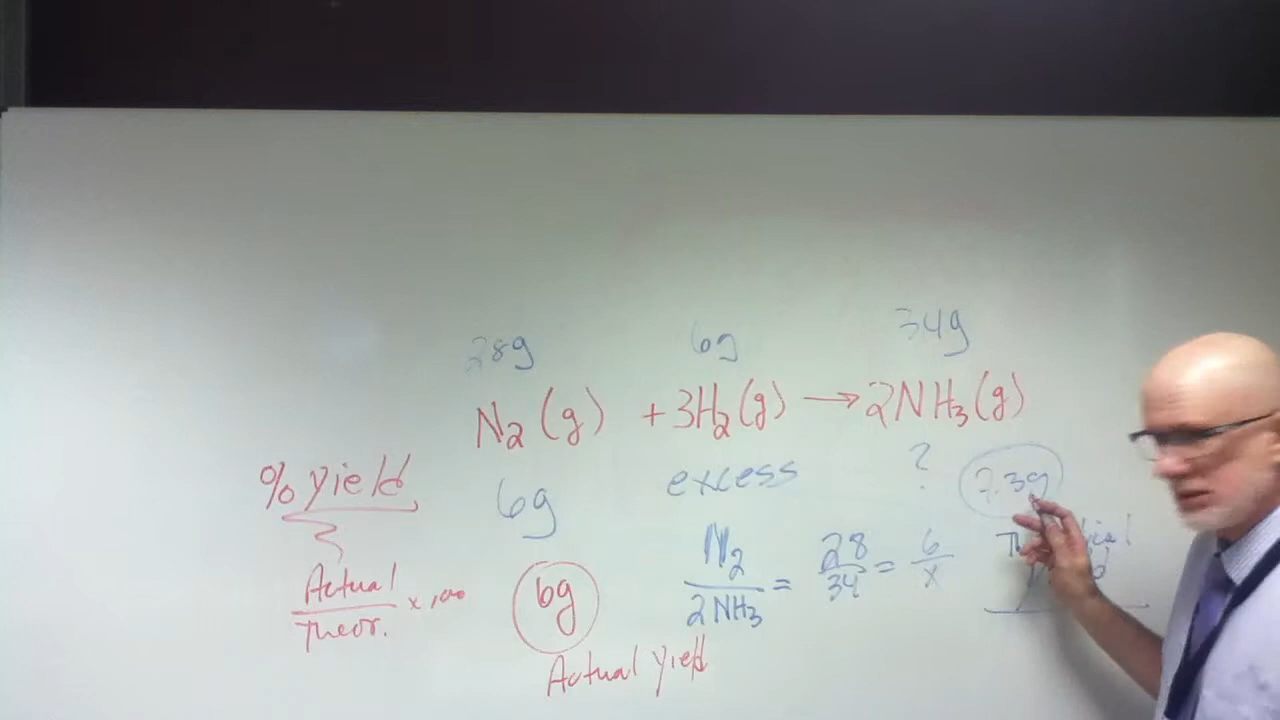 28g 6g 34g
N₂(g) + 3H₂(g) → 2NH₃(g)
% yield
6g excess ? 7.3g
Actual
Theor.
6g
Actual yield
N₂ / 2NH₃ = 28 / 34 = 6 / x